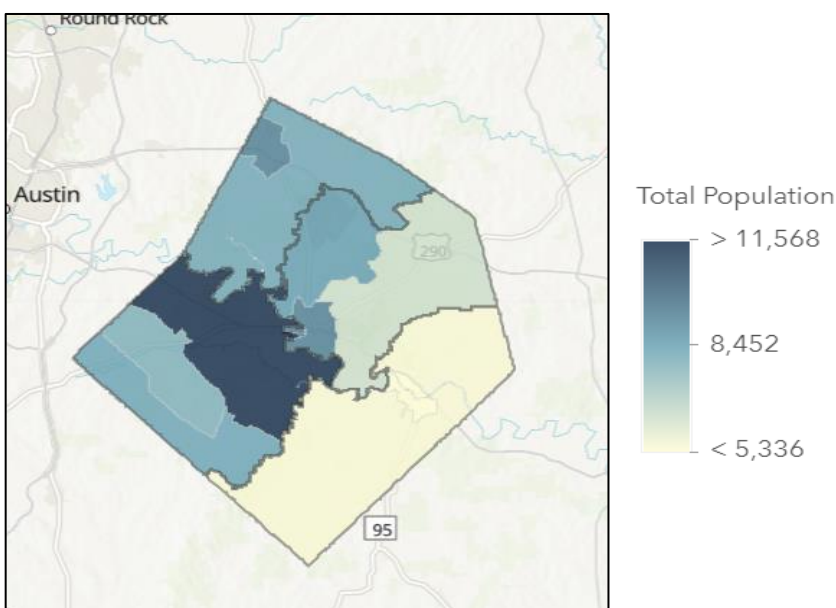 Round Rock
Austin
290
95
Total Population
> 11,568
8,452
< 5,336